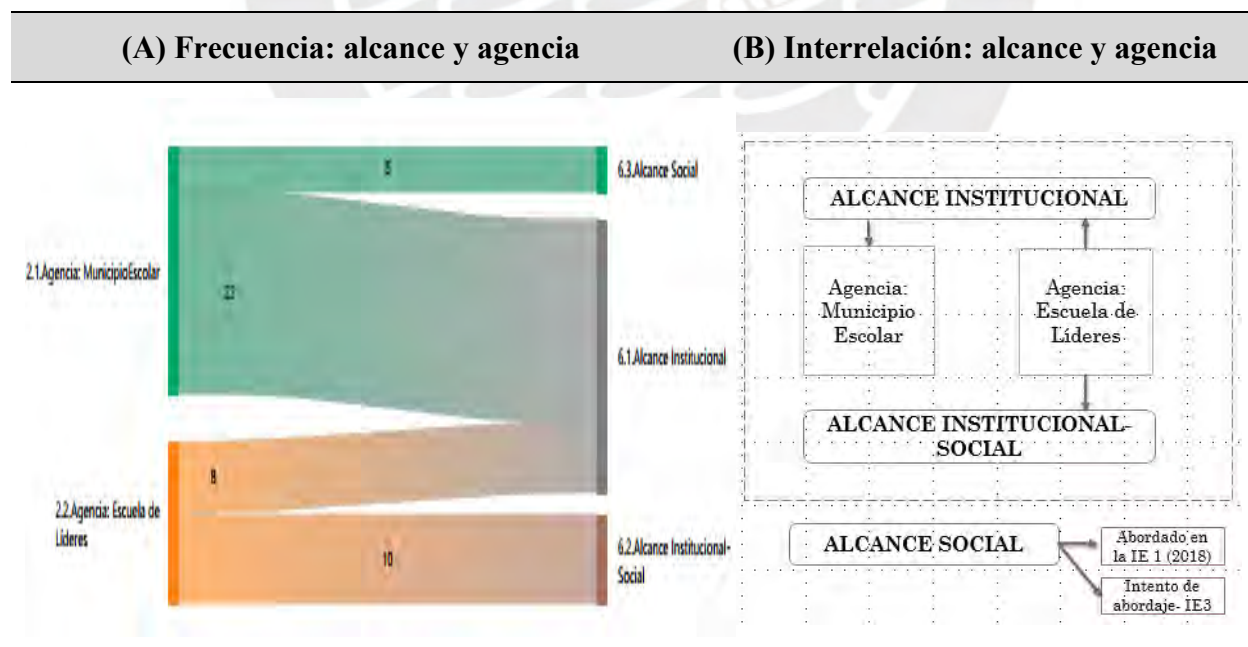 (A) Frecuencia: alcance y agencia
(B) Interrelación: alcance y agencia
5
6.3.Alcance Social
2.1.Agencia: MunicipioEscolar
22
6.1.Alcance Institucional
8
2.2.Agencia: Escuela de
Líderes
10
6.2.Alcance Institucional-
Social
ALCANCE INSTITUCIONAL
Agencia:
Municipio
Escolar
Agencia:
Escuela de
Líderes
ALCANCE INSTITUCIONAL-
SOCIAL
ALCANCE SOCIAL
Abordado en
la IE 1 (2018)
Intento de
abordaje- IE3